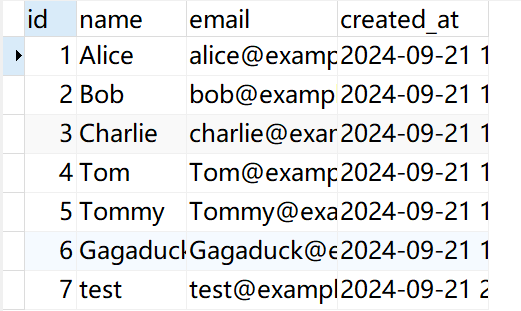 id name email created_at
1 Alice alice@examp 2024-09-21 1
2 Bob bob@examp 2024-09-21 1
3 Charlie charlie@exar 2024-09-21 1
4 Tom Tom@examp 2024-09-21 1
5 Tommy Tommy@exa 2024-09-21 1
6 Gagaduck Gagaduck@e 2024-09-21 1
7 test test@exampl 2024-09-21 2